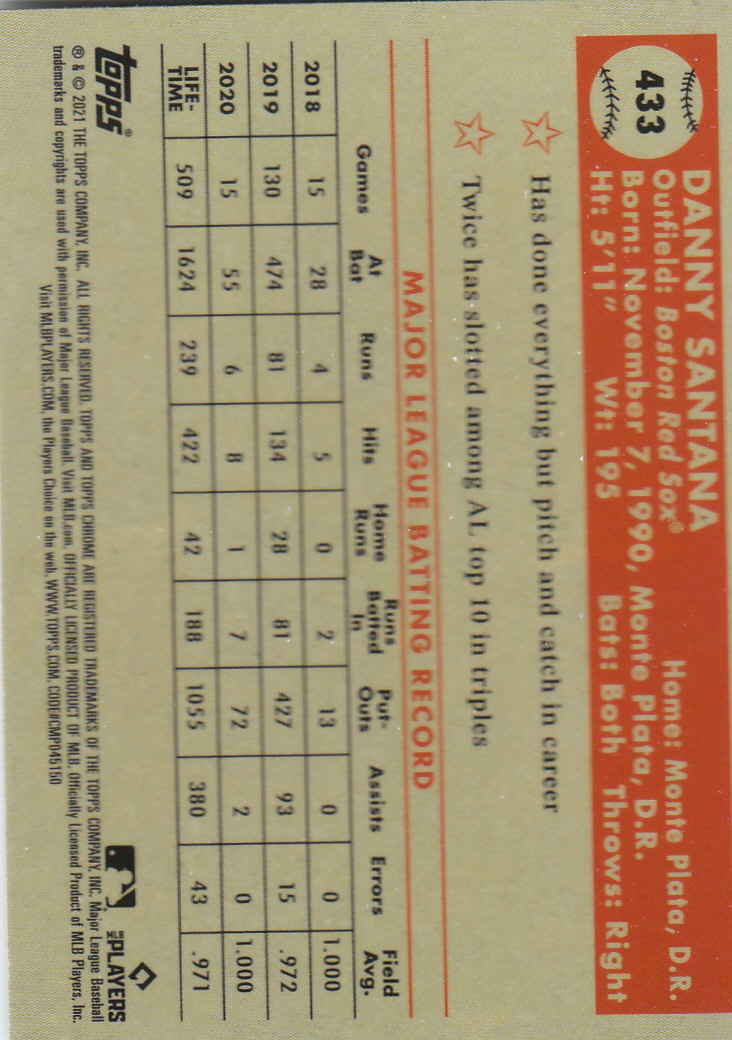 433
DANNY SANTANA
Outfield: Boston Red Sox® Home: Monte Plata, D.R.
Born: November 7, 1990, Monte Plata, D.R.
Ht: 5'11" Wt: 195 Bats: Both Throws: Right
Has done everything but pitch and catch in career
Twice has slotted among AL top 10 in triples
MAJOR LEAGUE BATTING RECORD
Games At Bat Runs Hits Home Runs Runs Batted In Put-Outs Assists Errors Field Avg.
2018 15 28 4 5 0 2 13 0 0 1.000
2019 130 474 81 134 28 81 427 93 15 .972
2020 15 55 6 8 1 7 72 2 0 1.000
LIFE-TIME 509 1624 239 422 42 188 1055 380 43 .971
topps®
® & © 2021 THE TOPPS COMPANY, INC. ALL RIGHTS RESERVED. TOPPS AND TOPPS CHROME ARE REGISTERED TRADEMARKS OF THE TOPPS COMPANY, INC. Major League Baseball
trademarks and copyrights are used with permission of Major League Baseball. Visit MLB.com. OFFICIALLY LICENSED PRODUCT OF MLB. Officially Licensed Product of MLB Players, Inc.
Visit MLBPLAYERS.COM, the Players Choice on the web. WWW.TOPPS.COM. CODE#CMP045150
MLB PLAYERS